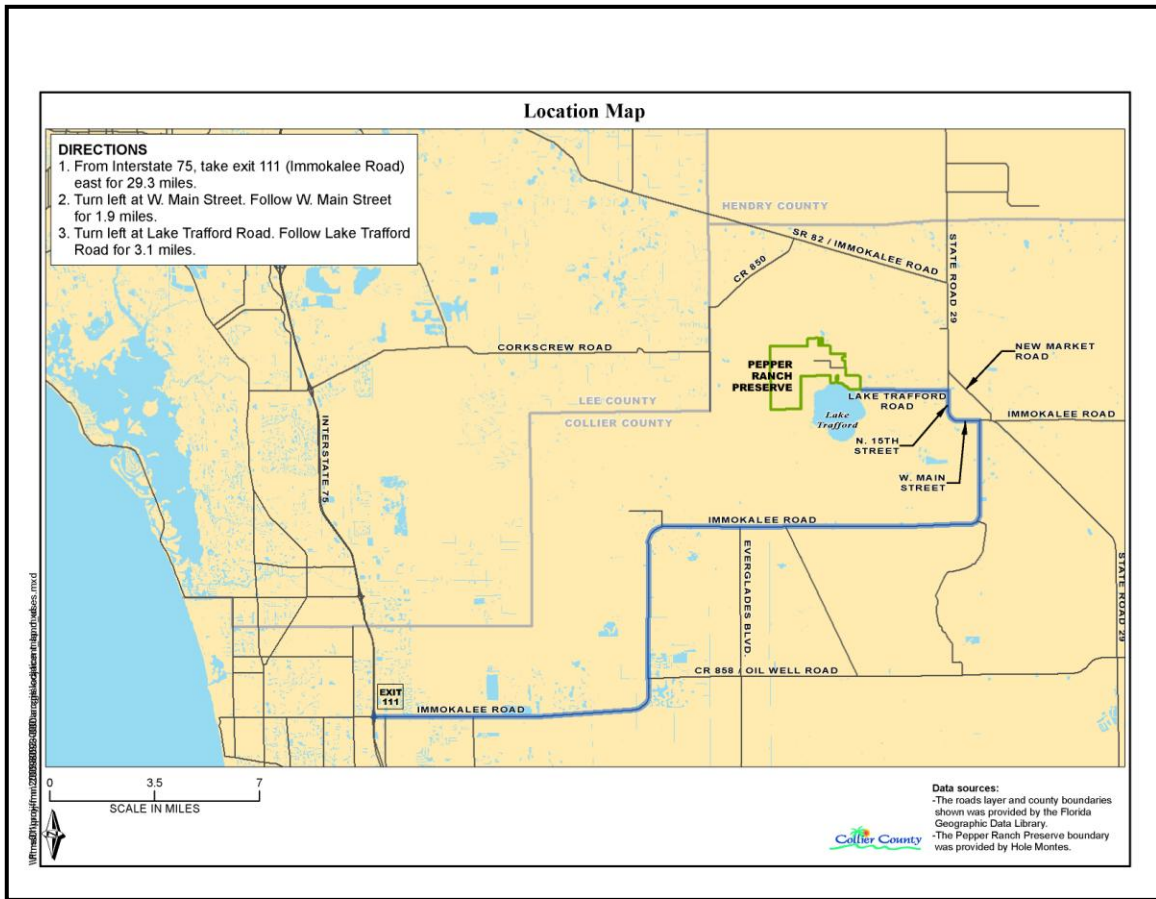 Location Map
DIRECTIONS
1. From Interstate 75, take exit 111 (Immokalee Road)
east for 29.3 miles.
2. Turn left at W. Main Street. Follow W. Main Street
for 1.9 miles.
3. Turn left at Lake Trafford Road. Follow Lake Trafford
Road for 3.1 miles.
HENDRY COUNTY
SR 82 / IMMOKALEE ROAD
CR 850
STATE ROAD 29
CORKSCREW ROAD
NEW MARKET
ROAD
PEPPER
RANCH
PRESERVE
LEE COUNTY
COLLIER COUNTY
LAKE TRAFFORD
ROAD
IMMOKALEE ROAD
Lake
Trafford
N. 15TH
STREET
W. MAIN
STREET
INTERSTATE 75
IMMOKALEE ROAD
EVERGLADES BLVD.
STATE ROAD 29
CR 858 / OIL WELL ROAD
EXIT
111
IMMOKALEE ROAD
0 3.5 7
SCALE IN MILES
Collier County
Data sources:
-The roads layer and county boundaries
shown was provided by the Florida
Geographic Data Library.
-The Pepper Ranch Preserve boundary
was provided by Hole Montes.